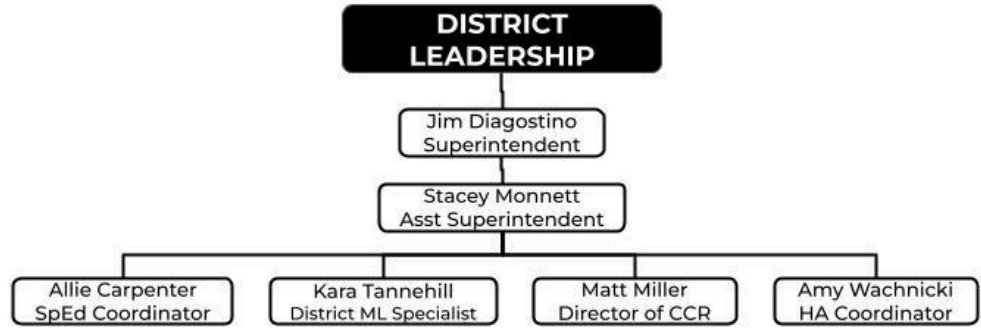 DISTRICT
LEADERSHIP
Jim Diagostino
Superintendent
Stacey Monnett
Asst Superintendent
Allie Carpenter
SpEd Coordinator
Kara Tannehill
District ML Specialist
Matt Miller
Director of CCR
Amy Wachnicki
HA Coordinator